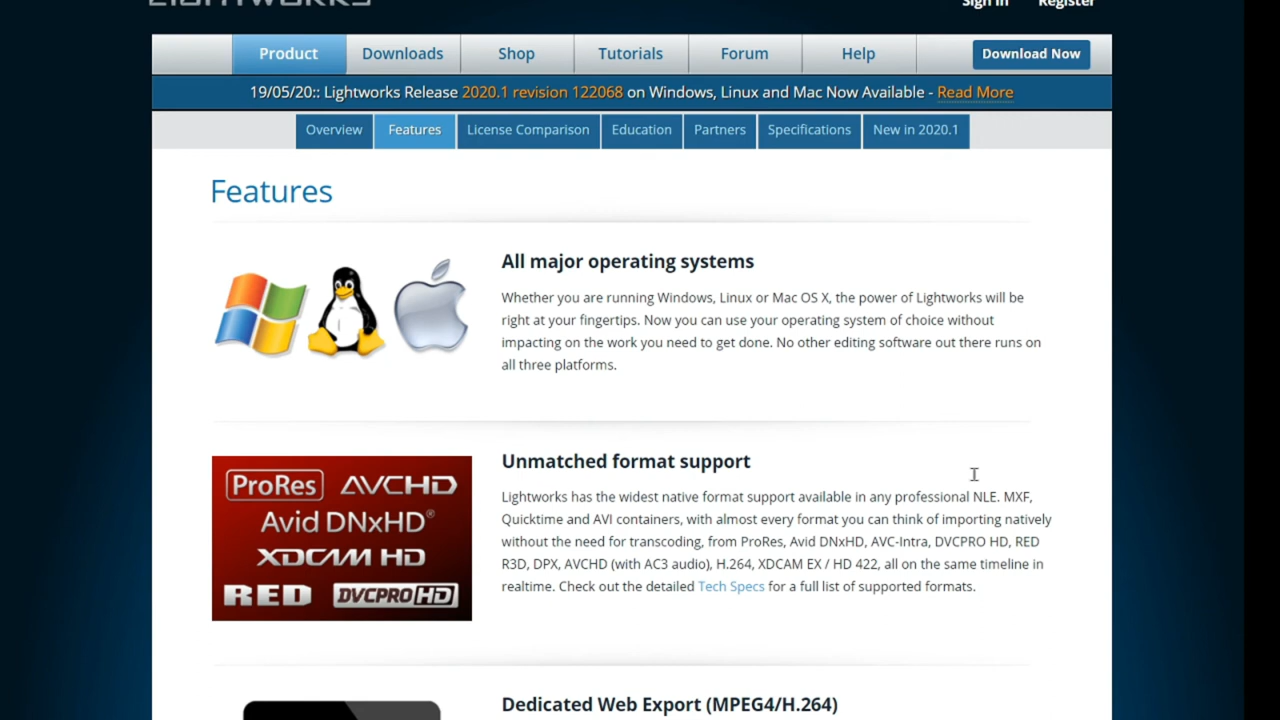 Lightworks
Sign In Register
Product Downloads Shop Tutorials Forum Help Download Now
19/05/20:: Lightworks Release 2020.1 revision 122068 on Windows, Linux and Mac Now Available - Read More
Overview Features License Comparison Education Partners Specifications New in 2020.1
Features
All major operating systems
Whether you are running Windows, Linux or Mac OS X, the power of Lightworks will be
right at your fingertips. Now you can use your operating system of choice without
impacting on the work you need to get done. No other editing software out there runs on
all three platforms.
ProRes AVCHD
Avid DNxHD®
XDCAM HD
RED DVCPRO HD
Unmatched format support
Lightworks has the widest native format support available in any professional NLE. MXF,
Quicktime and AVI containers, with almost every format you can think of importing natively
without the need for transcoding, from ProRes, Avid DNxHD, AVC-Intra, DVCPRO HD, RED
R3D, DPX, AVCHD (with AC3 audio), H.264, XDCAM EX / HD 422, all on the same timeline in
realtime. Check out the detailed Tech Specs for a full list of supported formats.
Dedicated Web Export (MPEG4/H.264)